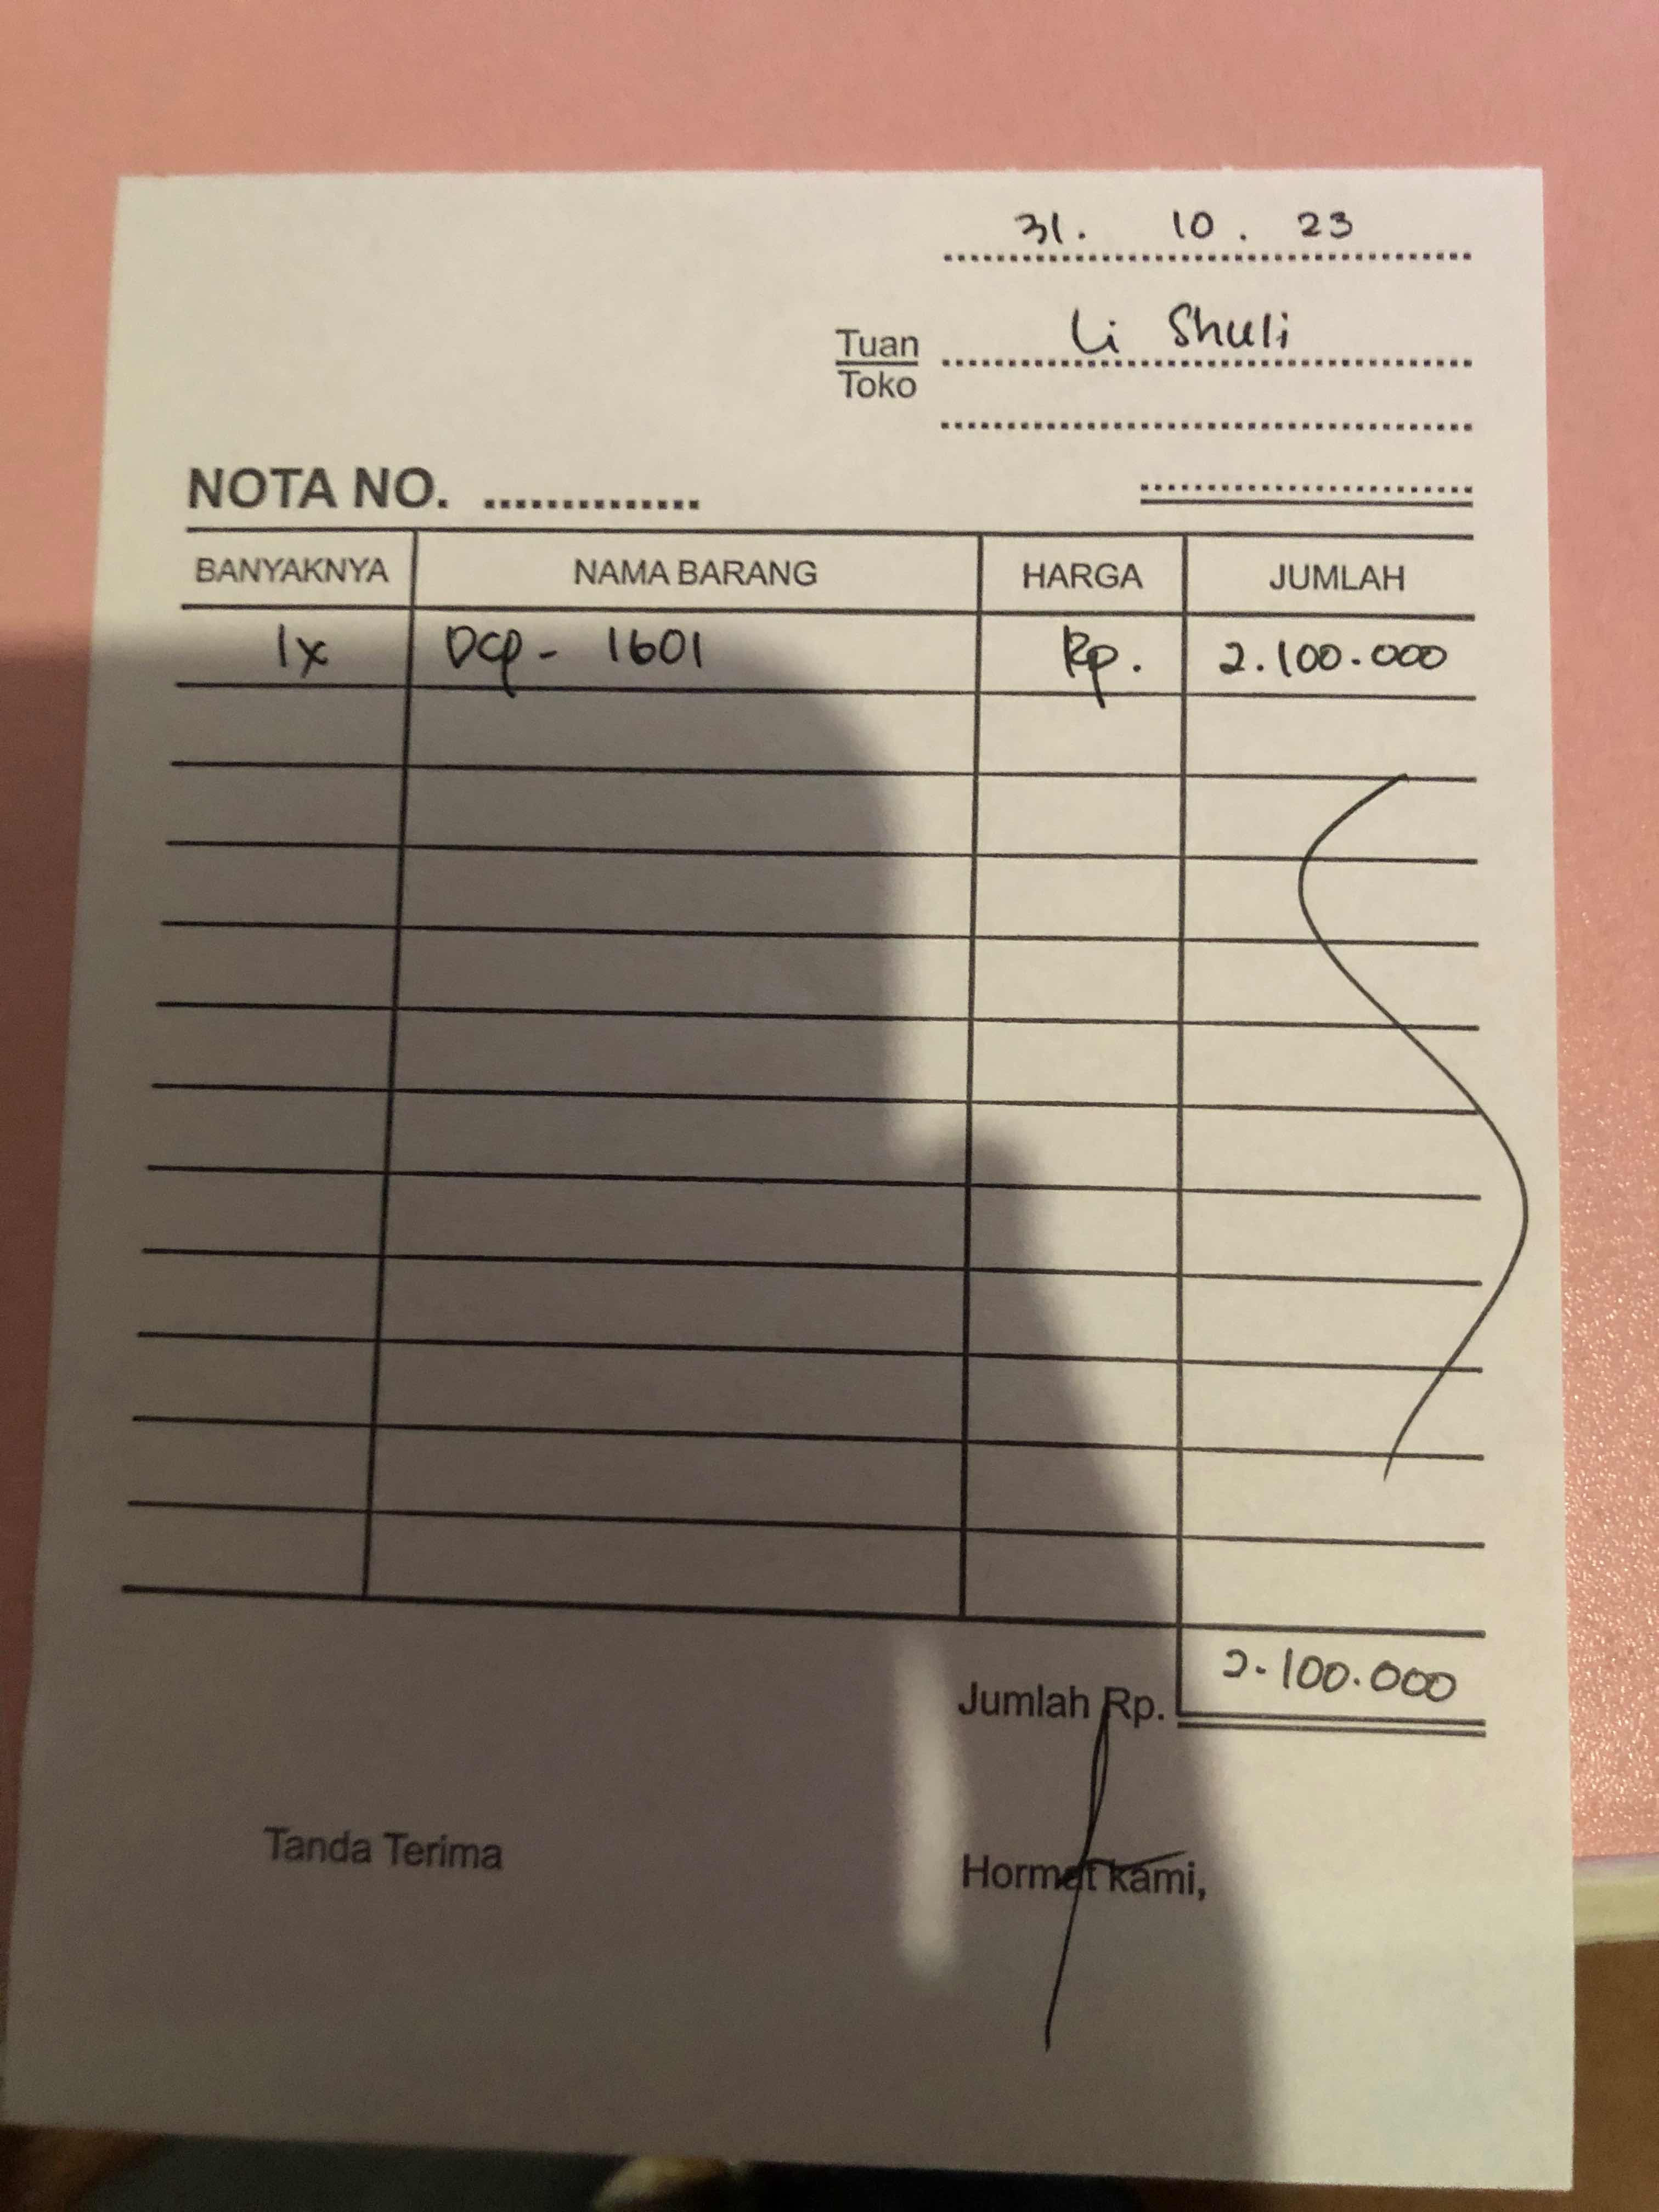 31. 10. 23
Tuan Li Shuli
Toko
NOTA NO. ..............
BANYAKNYA NAMA BARANG HARGA JUMLAH
1x DCP - 1601 Rp. 2.100.000
Jumlah Rp. 2.100.000
Tanda Terima Hormat kami,